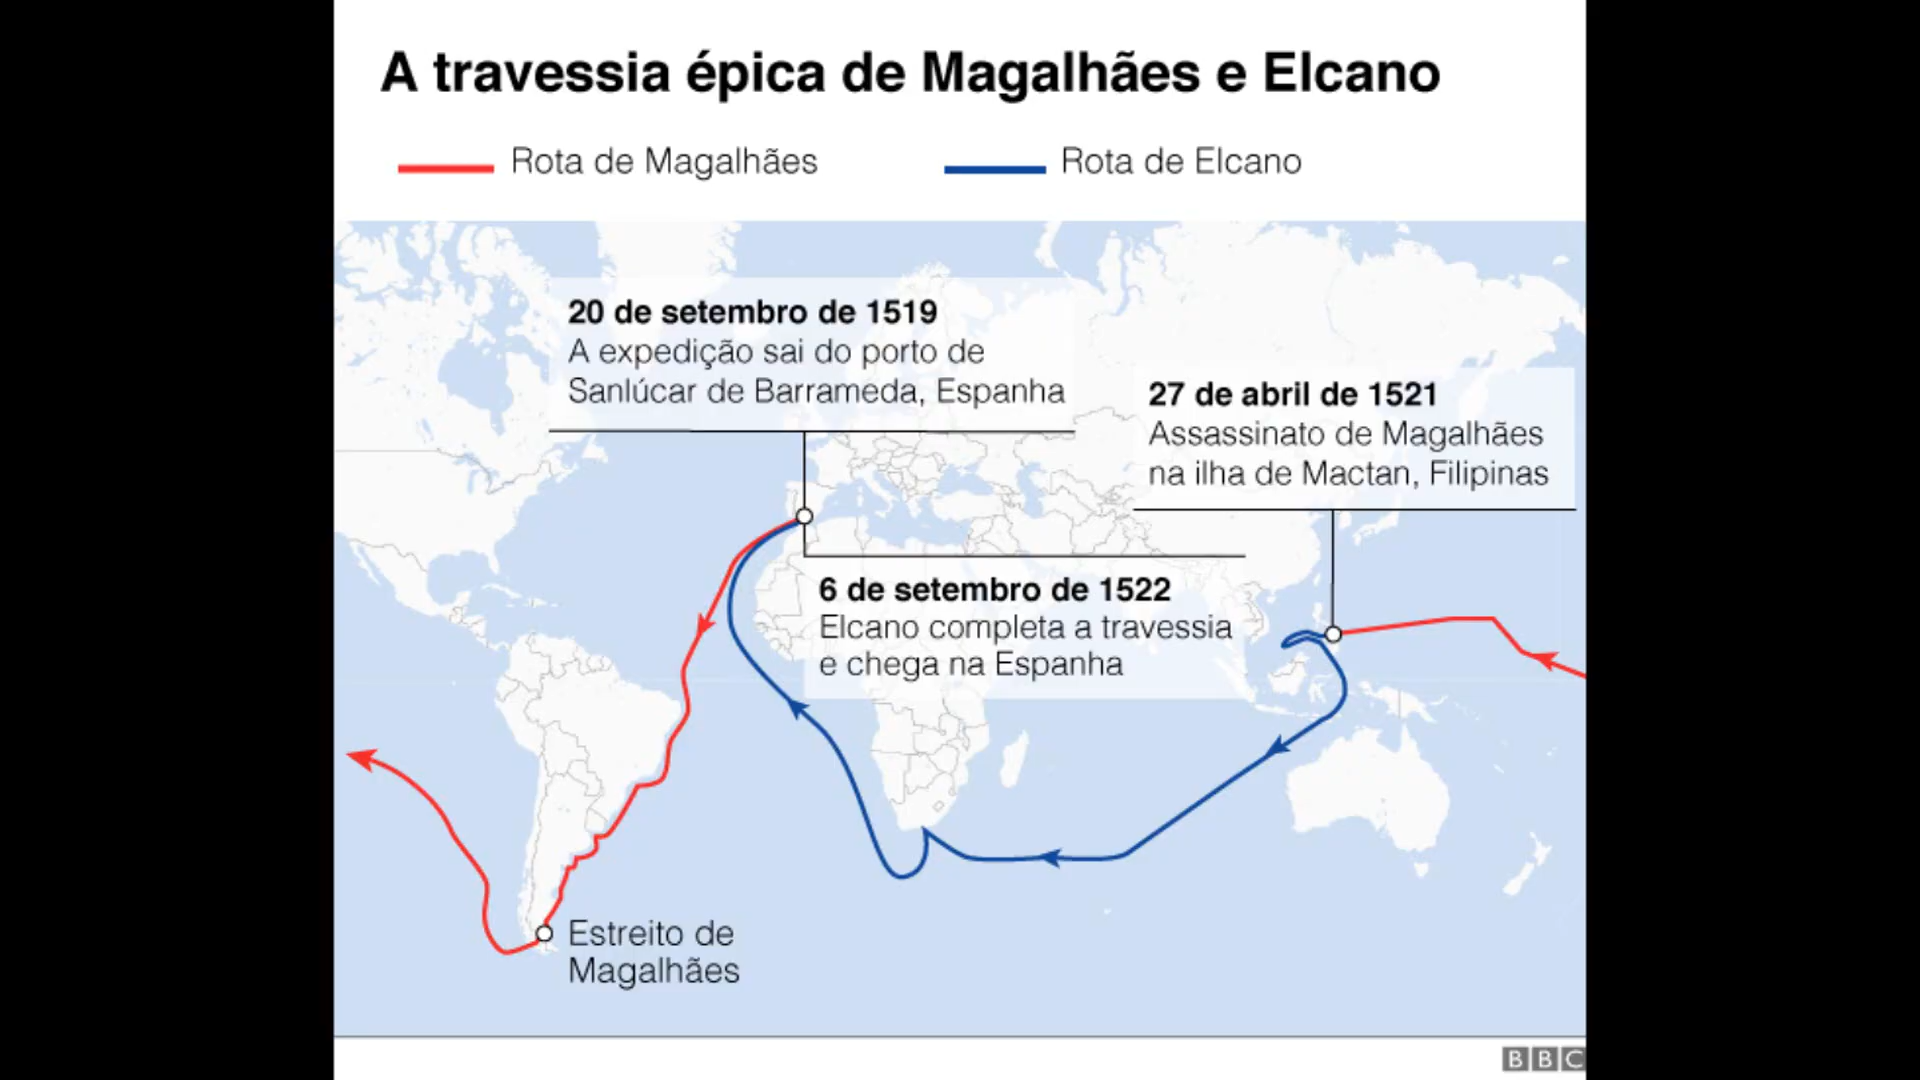 A travessia épica de Magalhães e Elcano
Rota de Magalhães
Rota de Elcano
20 de setembro de 1519
A expedição sai do porto de
Sanlúcar de Barrameda, Espanha
27 de abril de 1521
Assassinato de Magalhães
na ilha de Mactan, Filipinas
6 de setembro de 1522
Elcano completa a travessia
e chega na Espanha
Estreito de
Magalhães
BBC